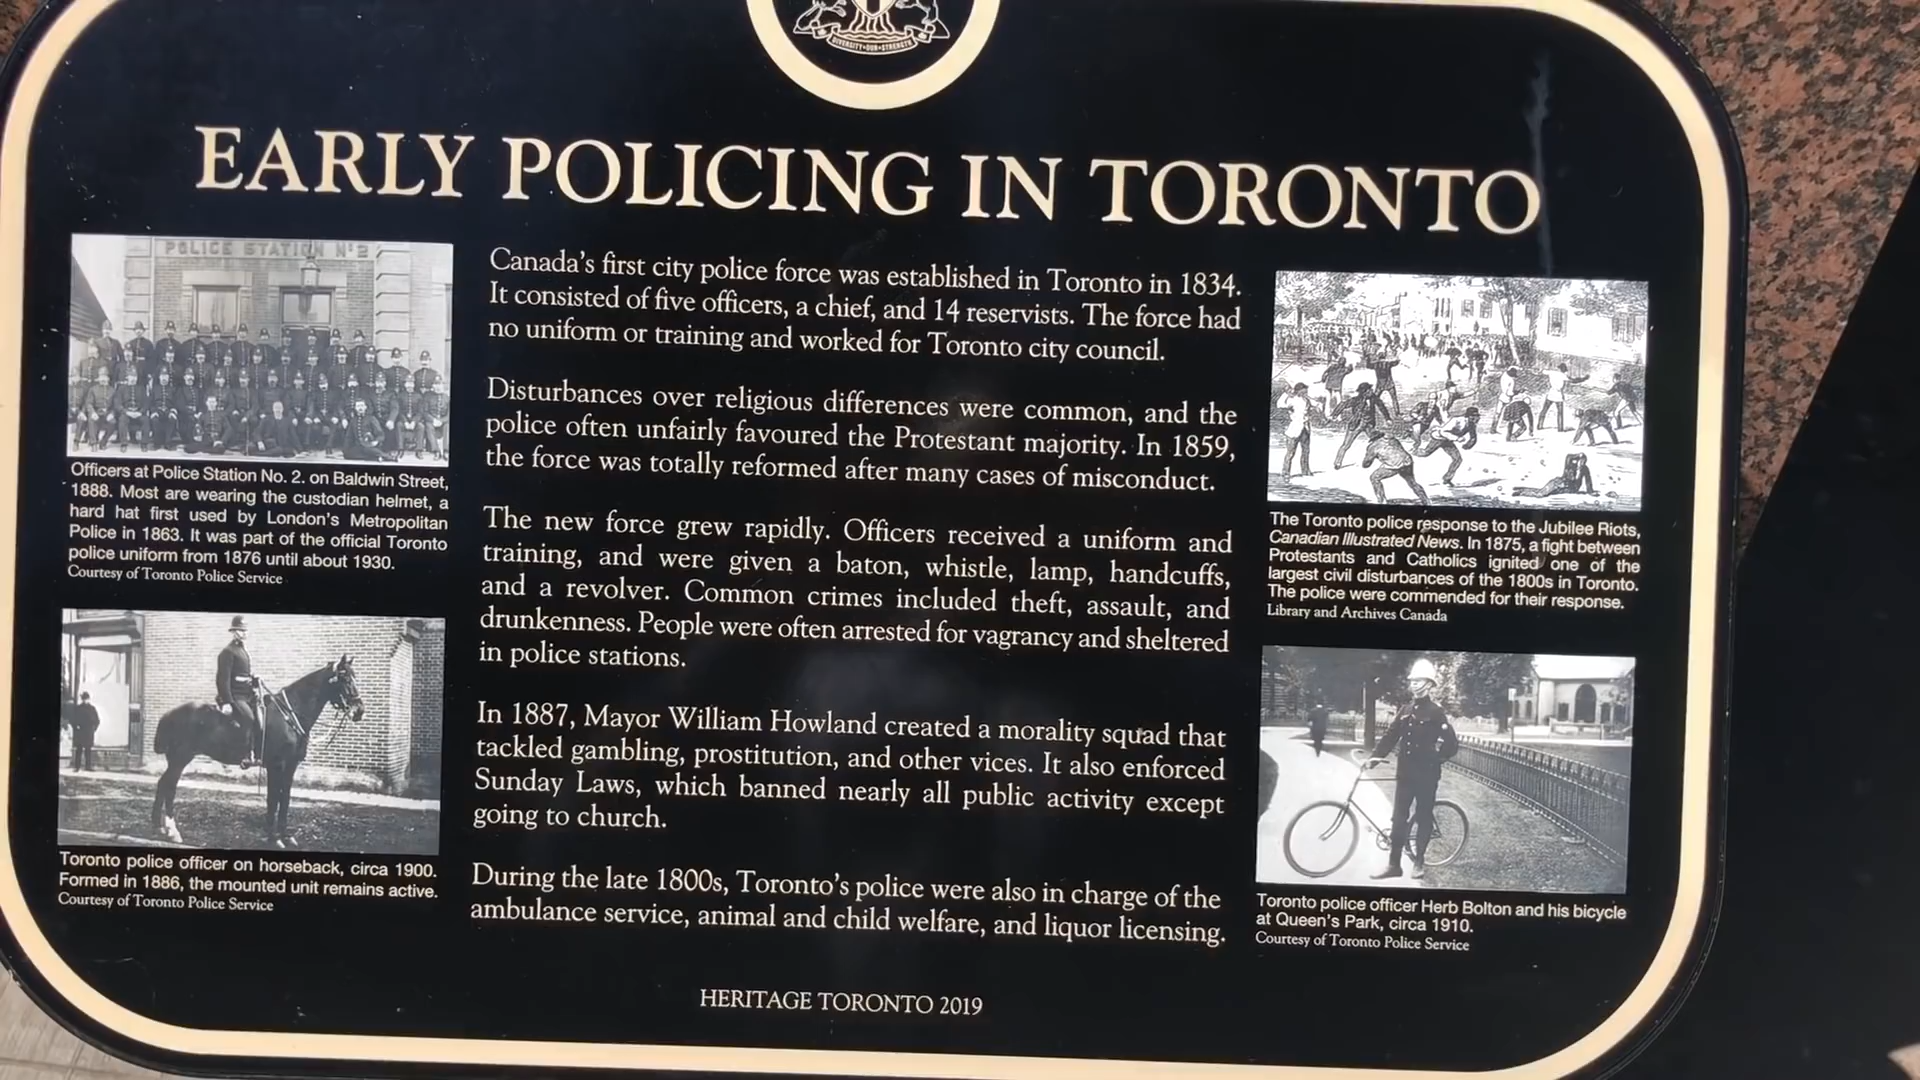 DIVERSITY • OUR • STRENGTH
EARLY POLICING IN TORONTO
POLICE STATION Nº 2
Officers at Police Station No. 2. on Baldwin Street,
1888. Most are wearing the custodian helmet, a
hard hat first used by London's Metropolitan
Police in 1863. It was part of the official Toronto
police uniform from 1876 until about 1930.
Courtesy of Toronto Police Service
Toronto police officer on horseback, circa 1900.
Formed in 1886, the mounted unit remains active.
Courtesy of Toronto Police Service
Canada's first city police force was established in Toronto in 1834.
It consisted of five officers, a chief, and 14 reservists. The force had
no uniform or training and worked for Toronto city council.
Disturbances over religious differences were common, and the
police often unfairly favoured the Protestant majority. In 1859,
the force was totally reformed after many cases of misconduct.
The new force grew rapidly. Officers received a uniform and
training, and were given a baton, whistle, lamp, handcuffs,
and a revolver. Common crimes included theft, assault, and
drunkenness. People were often arrested for vagrancy and sheltered
in police stations.
In 1887, Mayor William Howland created a morality squad that
tackled gambling, prostitution, and other vices. It also enforced
Sunday Laws, which banned nearly all public activity except
going to church.
During the late 1800s, Toronto's police were also in charge of the
ambulance service, animal and child welfare, and liquor licensing.
The Toronto police response to the Jubilee Riots,
Canadian Illustrated News. In 1875, a fight between
Protestants and Catholics ignited one of the
largest civil disturbances of the 1800s in Toronto.
The police were commended for their response.
Library and Archives Canada
Toronto police officer Herb Bolton and his bicycle
at Queen's Park, circa 1910.
Courtesy of Toronto Police Service
HERITAGE TORONTO 2019